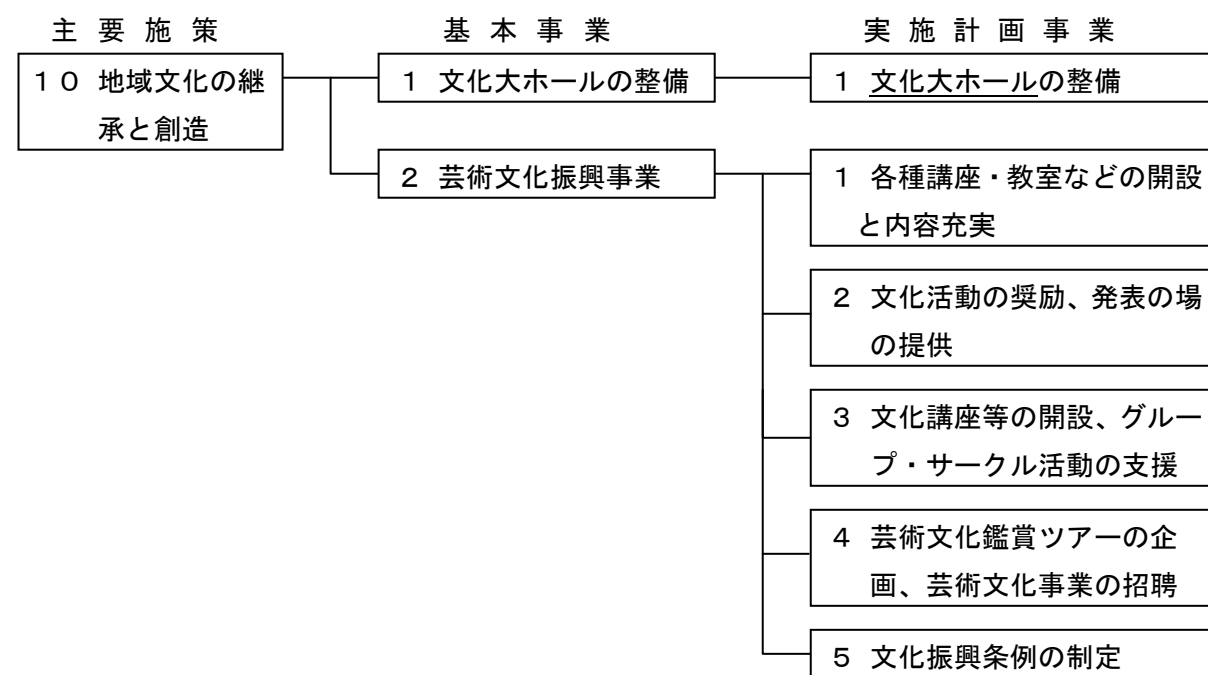 主要施策 基本事業 実施計画事業
10 地域文化の継 1 文化大ホールの整備 1 文化大ホールの整備
承と創造
2 芸術文化振興事業 1 各種講座・教室などの開設
と内容充実
2 文化活動の奨励、発表の場
の提供
3 文化講座等の開設、グルー
プ・サークル活動の支援
4 芸術文化鑑賞ツアーの企
画、芸術文化事業の招聘
5 文化振興条例の制定